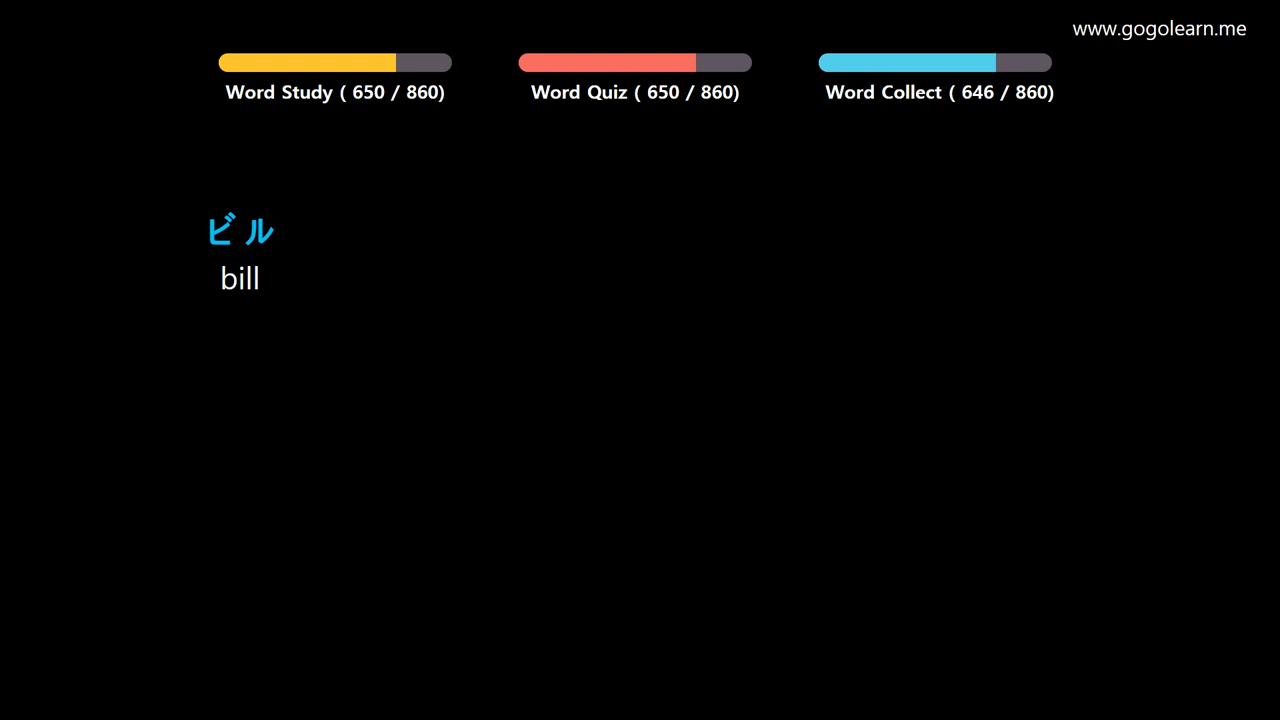 www.gogolearn.me
Word Study ( 650 / 860)
Word Quiz ( 650 / 860)
Word Collect ( 646 / 860)
ビル
bill